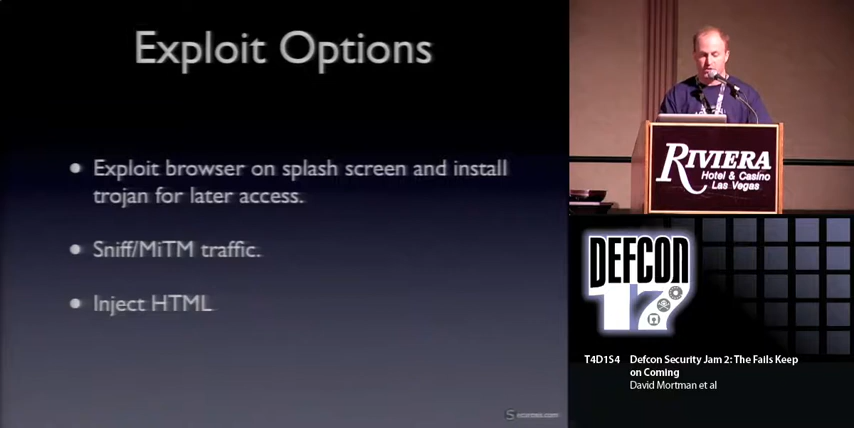 Exploit Options
• Exploit browser on splash screen and install
trojan for later access.
• Sniff/MiTM traffic.
• Inject HTML
RIVIERA
Hotel & Casino
Las Vegas
DEFCON
17
T4D1S4 Defcon Security Jam 2: The Fails Keep
on Coming
David Mortman et al